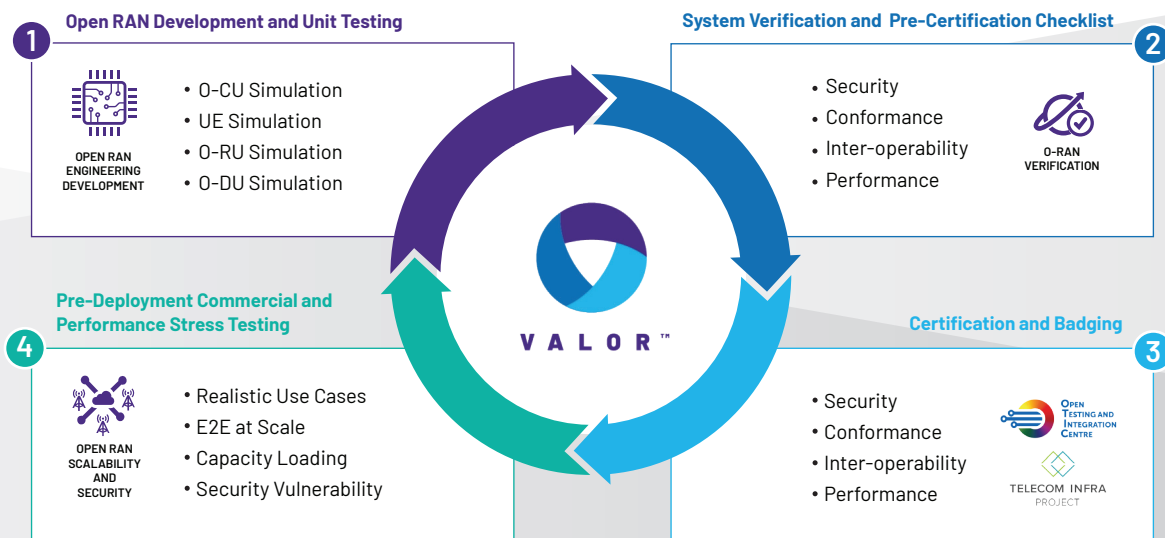 1
Open RAN Development and Unit Testing
OPEN RAN
ENGINEERING
DEVELOPMENT
• O-CU Simulation
• UE Simulation
• O-RU Simulation
• O-DU Simulation
System Verification and Pre-Certification Checklist
2
• Security
• Conformance
• Inter-operability
• Performance
O-RAN
VERIFICATION
VALOR™
Certification and Badging
3
• Security
• Conformance
• Inter-operability
• Performance
OPEN
TESTING AND
INTEGRATION
CENTRE
TELECOM INFRA
PROJECT
Pre-Deployment Commercial and
Performance Stress Testing
4
OPEN RAN
SCALABILITY
AND
SECURITY
• Realistic Use Cases
• E2E at Scale
• Capacity Loading
• Security Vulnerability